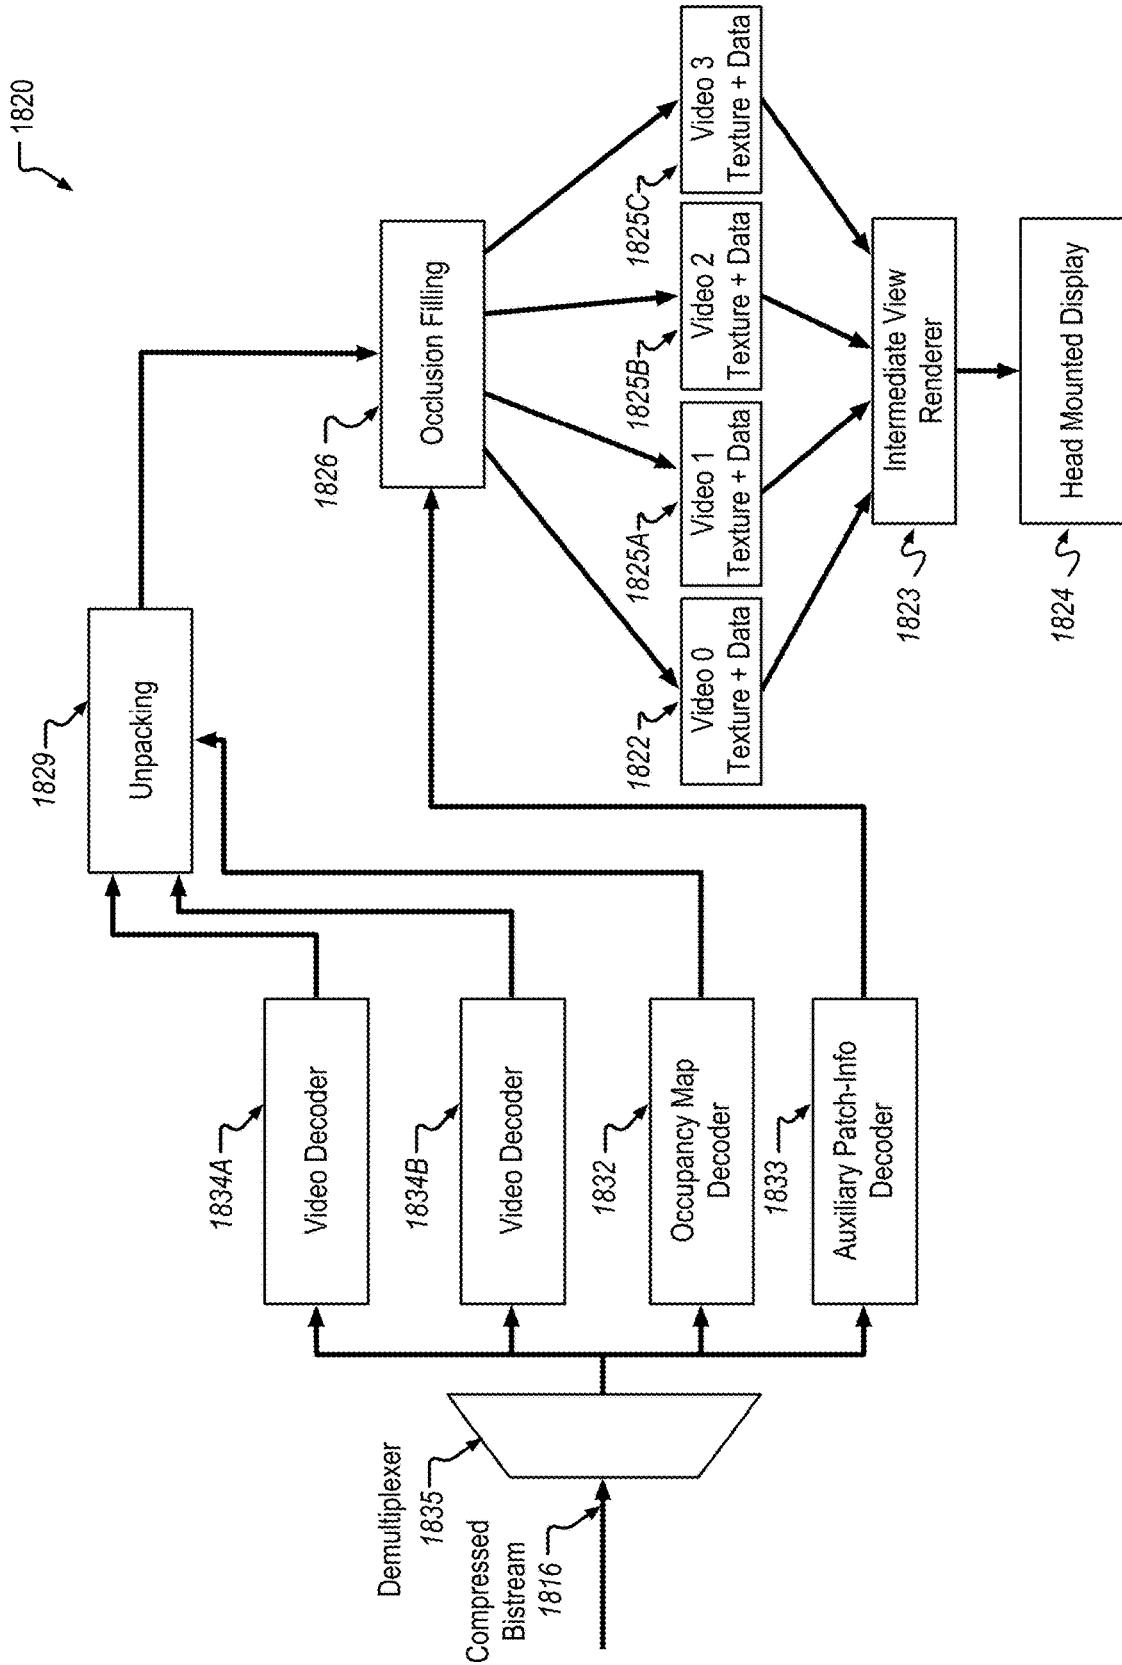 1820
Demultiplexer
1835
Compressed
Bistream
1816
1834A
Video Decoder
1834B
Video Decoder
1832
Occupancy Map
Decoder
1833
Auxiliary Patch-Info
Decoder
1829
Unpacking
1826
Occlusion Filling
1822
Video 0
Texture + Data
1825A
Video 1
Texture + Data
1825B
Video 2
Texture + Data
1825C
Video 3
Texture + Data
1823
Intermediate View
Renderer
1824
Head Mounted Display